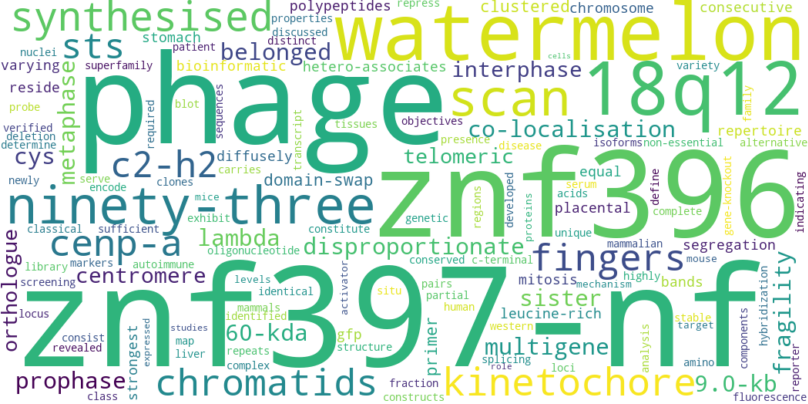 synthesised
polypeptides
repress
clustered
chromosome
consecutive
properties
discussed
distinct
watermelon
nuclei
sts
stomach
patient
belonged
cells
varying
superfamily
bioinformatic
hetero-associates
interphase
18q12
variety
reside
metaphase
phage
scan
probe
blot
required
sequences
transcript
tissues
objectives
co-localisation
repertoire
family
verified
deletion
determine
cys
c2-h2
diffusely
carries
presence
disease
isoforms
non-essential
alternative
telomeric
newly
serve
encode
clones
domain-swap
znf396
equal
serum
acids
placental
define
complete
gene-knockout
indicating
ninety-three
mice
exhibit
classical
sufficient
constitute
genetic
regions
developed
proteins
unique
orthologue
cenp-a
lambda
oligonucleotide
disproportionate
conserved
c-terminal
fingers
mammalian
mouse
segregation
library
markers
autoimmune
screening
centromere
znf397-nf
levels
identical
activator
situ
pairs
partial
human
mitosis
mechanism
highly
bands
hybridization
fragility
locus
mammals
identified
sister
leucine-rich
stable
target
components
consist
revealed
strongest
expressed
studies
map
liver
60-kda
repeats
complex
gfp
structure
primer
western
splicing
role
multigene
loci
analysis
amino
reporter
prophase
class
chromatids
fraction
constructs
kinetochore
9.0-kb
fluorescence